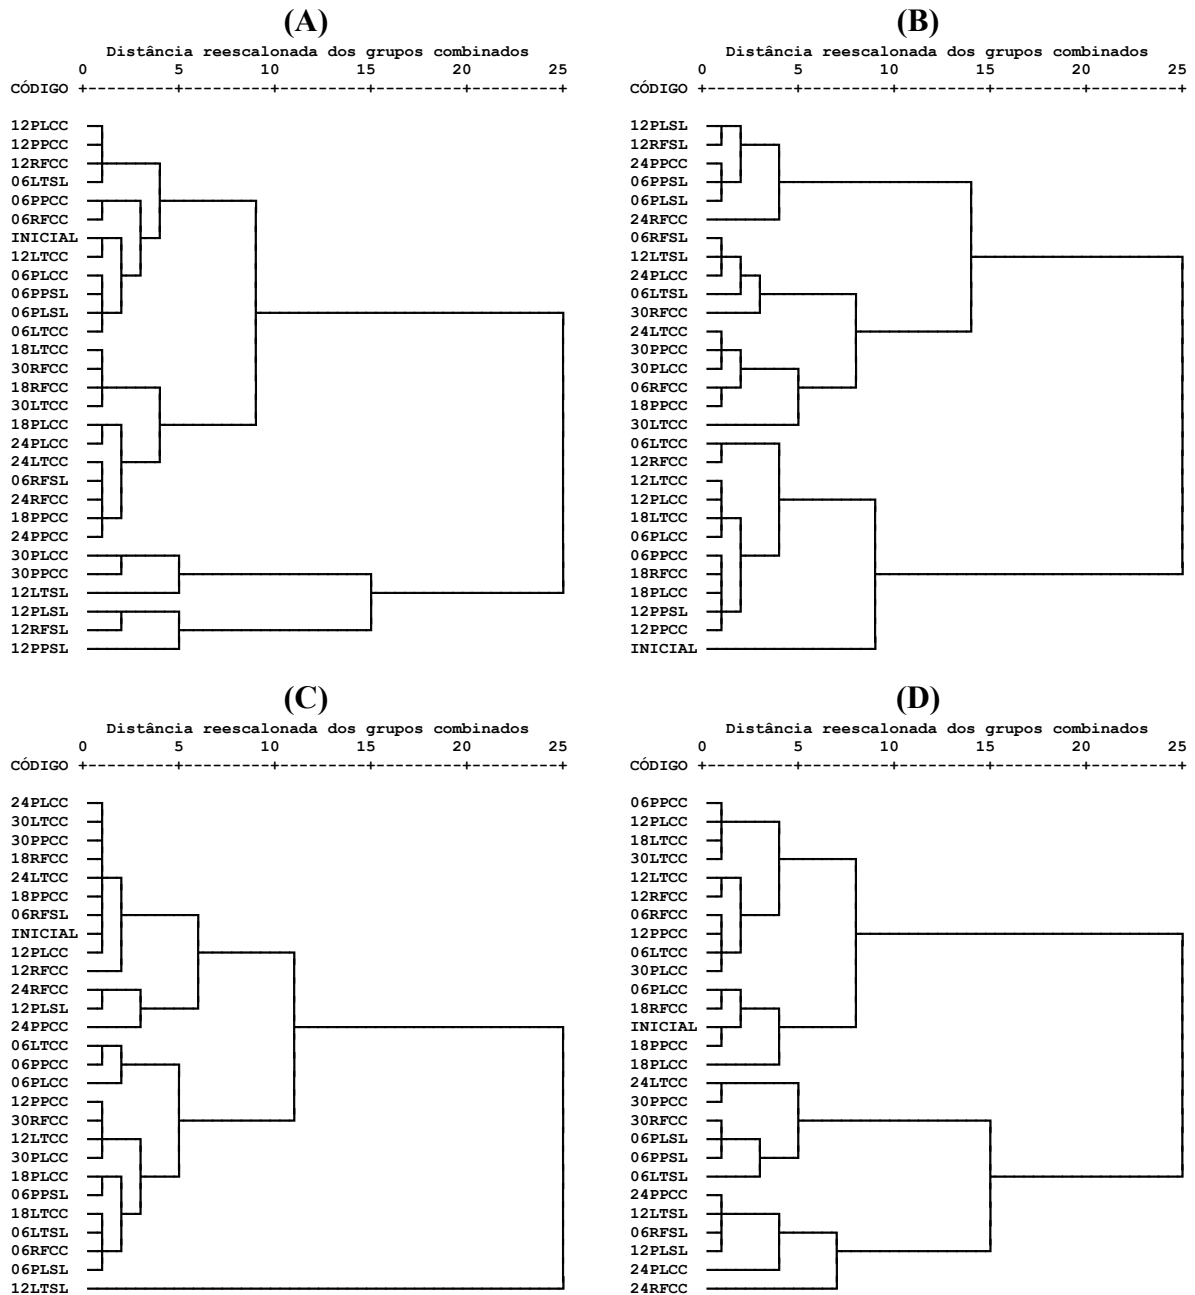 (A)
Distância reescalonada dos grupos combinados
0 5 10 15 20 25
CÓDIGO +---------+---------+---------+---------+---------+
12PLCC
12PPCC
12RFCC
06LTSL
06PPCC
06RFCC
INICIAL
12LTCC
06PLCC
06PPSL
06PLSL
06LTCC
18LTCC
30RFCC
18RFCC
30LTCC
18PLCC
24PLCC
24LTCC
06RFSL
24RFCC
18PPCC
24PPCC
30PLCC
30PPCC
12LTSL
12PLSL
12RFSL
12PPSL
(B)
Distância reescalonada dos grupos combinados
0 5 10 15 20 25
CÓDIGO +---------+---------+---------+---------+---------+
12PLSL
12RFSL
24PPCC
06PPSL
06PLSL
24RFCC
06RFSL
12LTSL
24PLCC
06LTSL
30RFCC
24LTCC
30PPCC
30PLCC
06RFCC
18PPCC
30LTCC
06LTCC
12RFCC
12LTCC
12PLCC
18LTCC
06PLCC
06PPCC
18RFCC
18PLCC
12PPSL
12PPCC
INICIAL
(C)
Distância reescalonada dos grupos combinados
0 5 10 15 20 25
CÓDIGO +---------+---------+---------+---------+---------+
24PLCC
30LTCC
30PPCC
18RFCC
24LTCC
18PPCC
06RFSL
INICIAL
12PLCC
12RFCC
24RFCC
12PLSL
24PPCC
06LTCC
06PPCC
06PLCC
12PPCC
30RFCC
12LTCC
30PLCC
18PLCC
06PPSL
18LTCC
06LTSL
06RFCC
06PLSL
12LTSL
(D)
Distância reescalonada dos grupos combinados
0 5 10 15 20 25
CÓDIGO +---------+---------+---------+---------+---------+
06PPCC
12PLCC
18LTCC
30LTCC
12LTCC
12RFCC
06RFCC
12PPCC
06LTCC
30PLCC
06PLCC
18RFCC
INICIAL
18PPCC
18PLCC
24LTCC
30PPCC
30RFCC
06PLSL
06PPSL
06LTSL
24PPCC
12LTSL
06RFSL
12PLSL
24PLCC
24RFCC